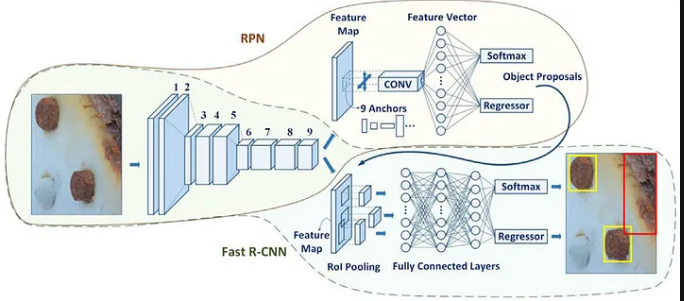 RPN
Feature
Map
Feature Vector
CONV
9 Anchors
...
Softmax
Object Proposals
Regressor
1 2
3 4 5
6 7 8 9
Feature
Map
RoI Pooling
Fully Connected Layers
Softmax
Regressor
Fast R-CNN